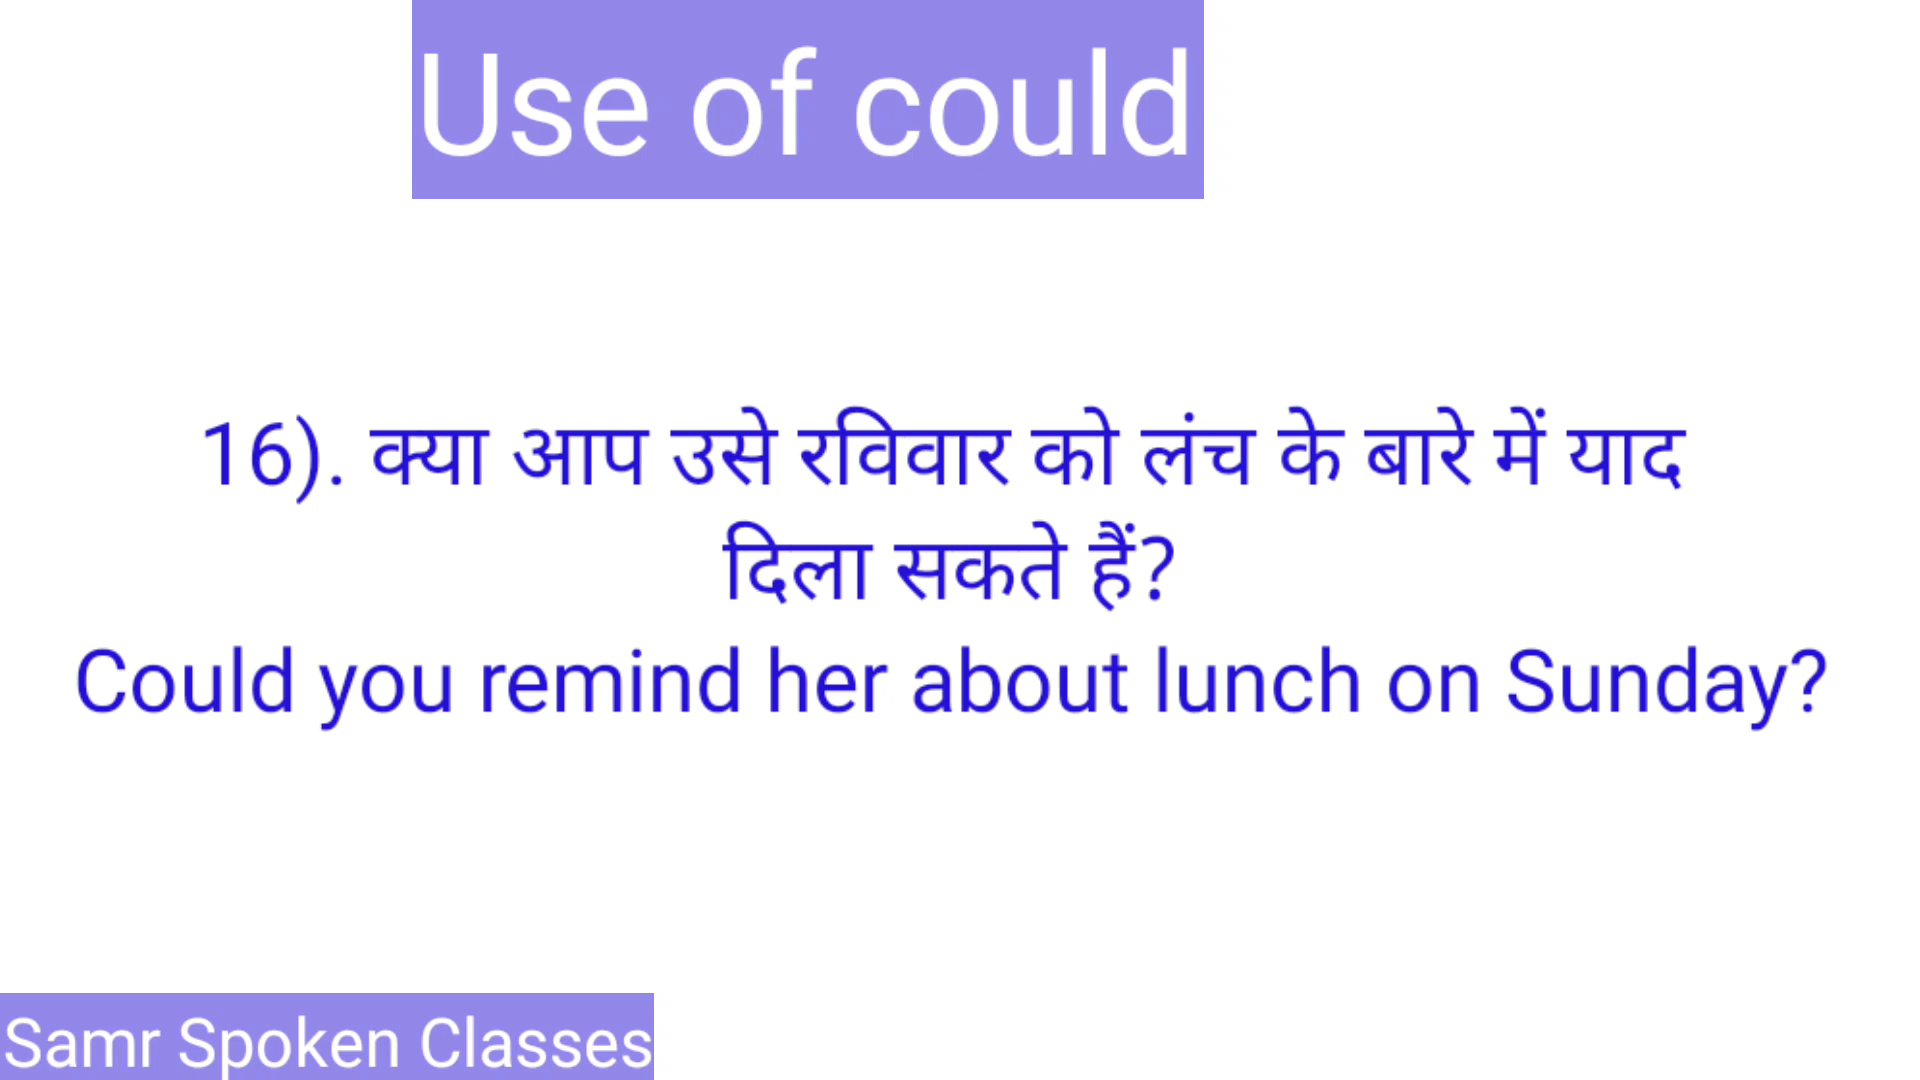 Use of could
16). क्या आप उसे रविवार को लंच के बारे में याद
दिला सकते हैं?
Could you remind her about lunch on Sunday?
Samr Spoken Classes